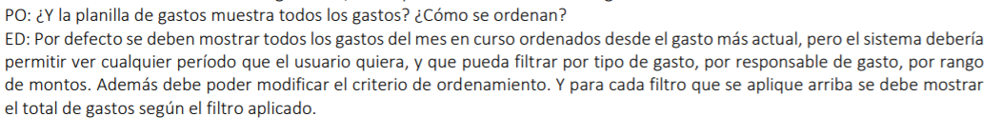 PO: ¿Y la planilla de gastos muestra todos los gastos? ¿Cómo se ordenan?
ED: Por defecto se deben mostrar todos los gastos del mes en curso ordenados desde el gasto más actual, pero el sistema debería
permitir ver cualquier período que el usuario quiera, y que pueda filtrar por tipo de gasto, por responsable de gasto, por rango
de montos. Además debe poder modificar el criterio de ordenamiento. Y para cada filtro que se aplique arriba se debe mostrar
el total de gastos según el filtro aplicado.